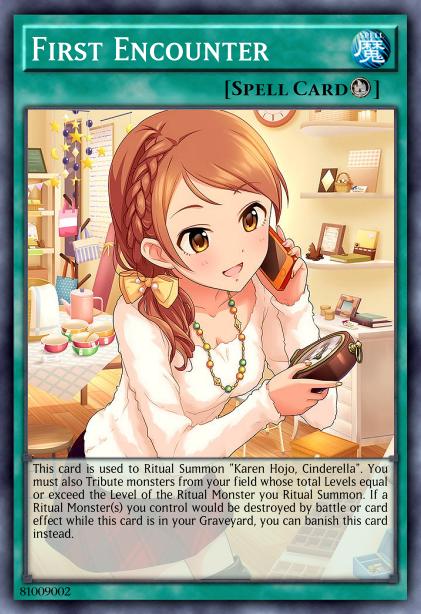 First Encounter
SPELL
魔
[Spell Card]
This card is used to Ritual Summon "Karen Hojo, Cinderella". You
must also Tribute monsters from your field whose total Levels equal
or exceed the Level of the Ritual Monster you Ritual Summon. If a
Ritual Monster(s) you control would be destroyed by battle or card
effect while this card is in your Graveyard, you can banish this card
instead.
81009002